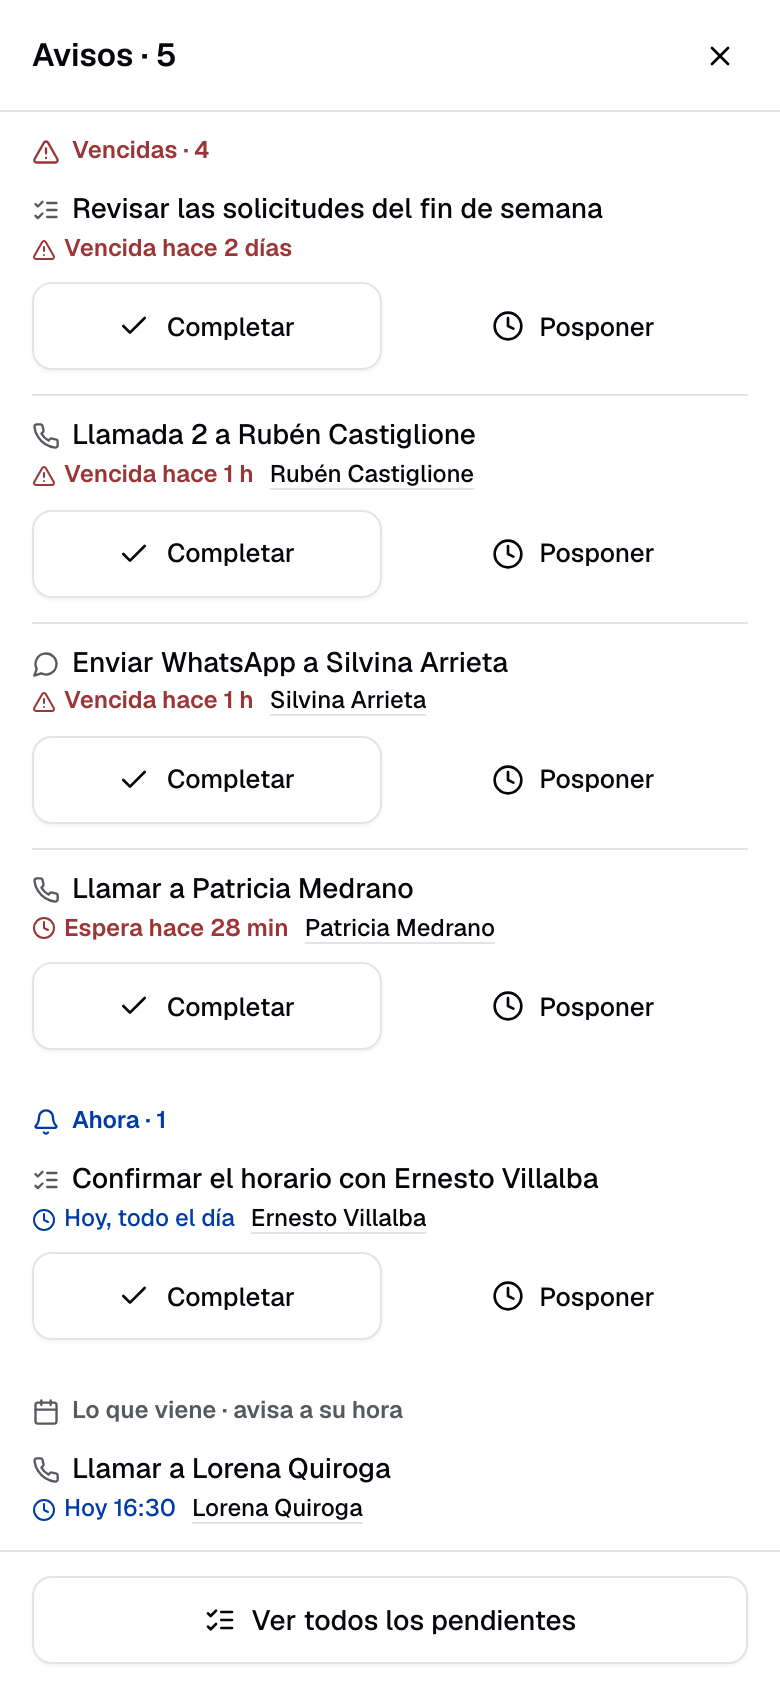 Avisos · 5
Vencidas · 4
Revisar las solicitudes del fin de semana
Vencida hace 2 días
Completar
Posponer
Llamada 2 a Rubén Castiglione
Vencida hace 1 h Rubén Castiglione
Completar
Posponer
Enviar WhatsApp a Silvina Arrieta
Vencida hace 1 h Silvina Arrieta
Completar
Posponer
Llamar a Patricia Medrano
Espera hace 28 min Patricia Medrano
Completar
Posponer
Ahora · 1
Confirmar el horario con Ernesto Villalba
Hoy, todo el día Ernesto Villalba
Completar
Posponer
Lo que viene · avisa a su hora
Llamar a Lorena Quiroga
Hoy 16:30 Lorena Quiroga
Ver todos los pendientes